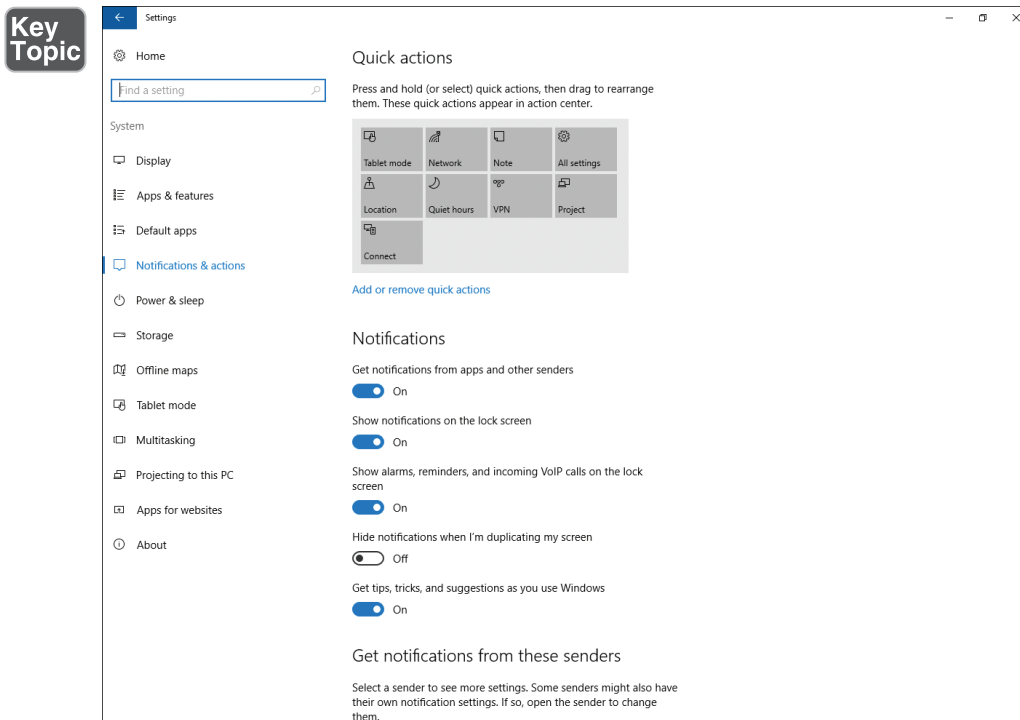 Key
Topic
Settings
Home
Find a setting
System
Display
Apps & features
Default apps
Notifications & actions
Power & sleep
Storage
Offline maps
Tablet mode
Multitasking
Projecting to this PC
Apps for websites
About
Quick actions
Press and hold (or select) quick actions, then drag to rearrange
them. These quick actions appear in action center.
Tablet mode Network Note All settings
Location Quiet hours VPN Project
Connect
Add or remove quick actions
Notifications
Get notifications from apps and other senders
On
Show notifications on the lock screen
On
Show alarms, reminders, and incoming VoIP calls on the lock
screen
On
Hide notifications when I'm duplicating my screen
Off
Get tips, tricks, and suggestions as you use Windows
On
Get notifications from these senders
Select a sender to see more settings. Some senders might also have
their own notification settings. If so, open the sender to change
them.